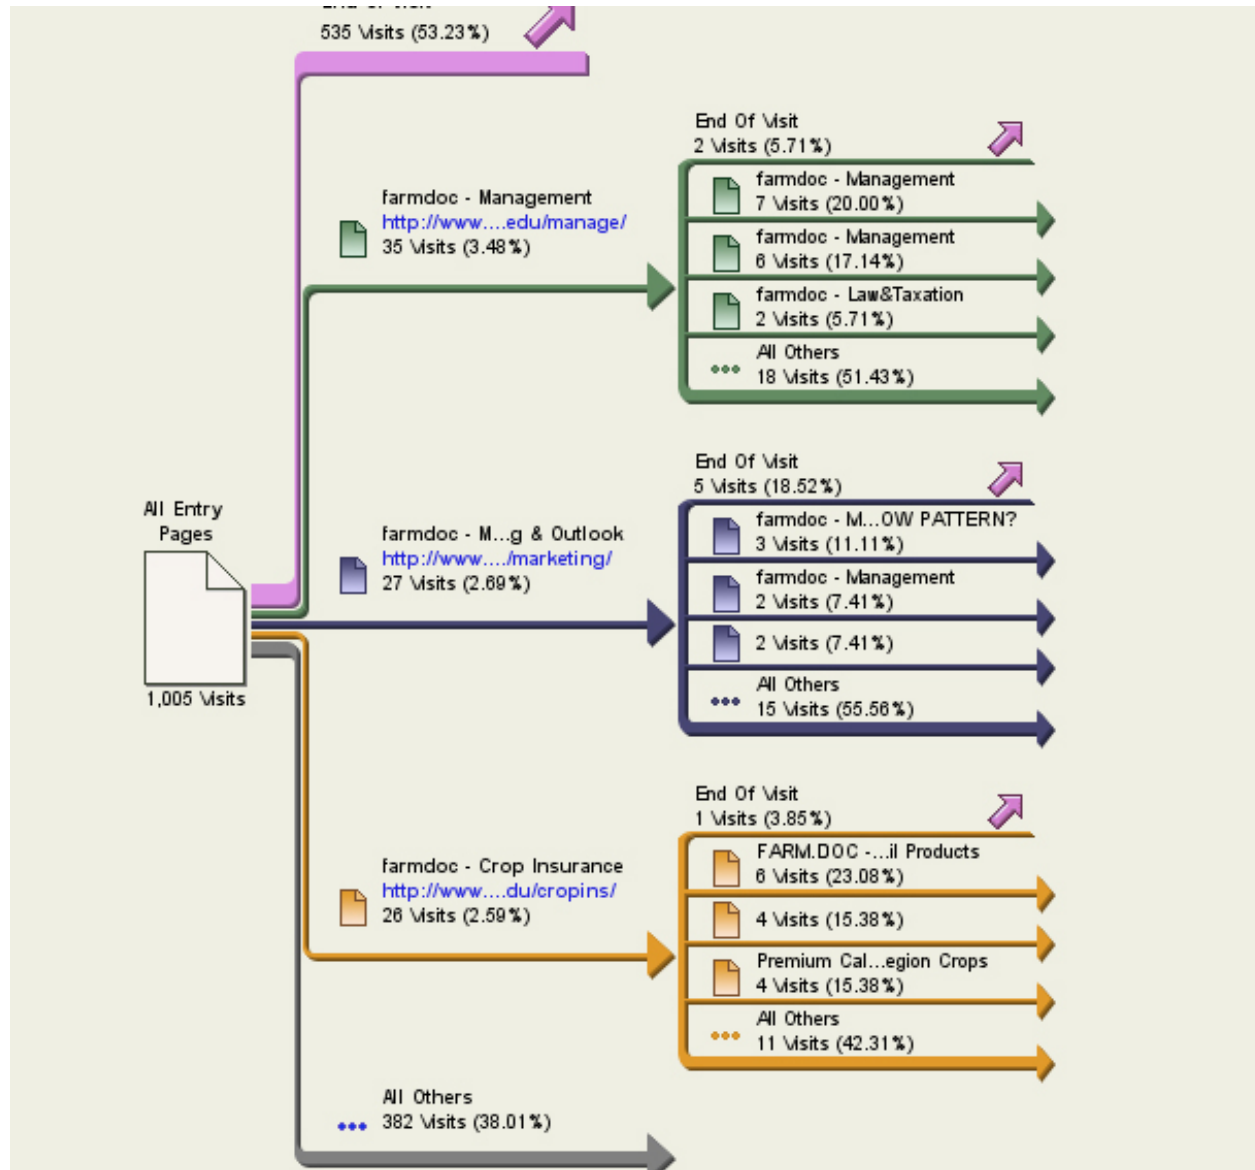 End Of Visit
535 Visits (53.23%)
End Of Visit
2 Visits (5.71%)
farmdoc - Management
7 Visits (20.00%)
farmdoc - Management
6 Visits (17.14%)
farmdoc - Law&Taxation
2 Visits (5.71%)
All Others
18 Visits (51.43%)
farmdoc - Management
http://www....edu/manage/
35 Visits (3.48%)
End Of Visit
5 Visits (18.52%)
farmdoc - M...OW PATTERN?
3 Visits (11.11%)
farmdoc - Management
2 Visits (7.41%)
2 Visits (7.41%)
All Others
15 Visits (55.56%)
All Entry
Pages
1,005 Visits
farmdoc - M...g & Outlook
http://www..../marketing/
27 Visits (2.69%)
End Of Visit
1 Visits (3.85%)
FARM.DOC -...il Products
6 Visits (23.08%)
4 Visits (15.38%)
Premium Cal...egion Crops
4 Visits (15.38%)
All Others
11 Visits (42.31%)
farmdoc - Crop Insurance
http://www....du/cropins/
26 Visits (2.59%)
All Others
382 Visits (38.01%)